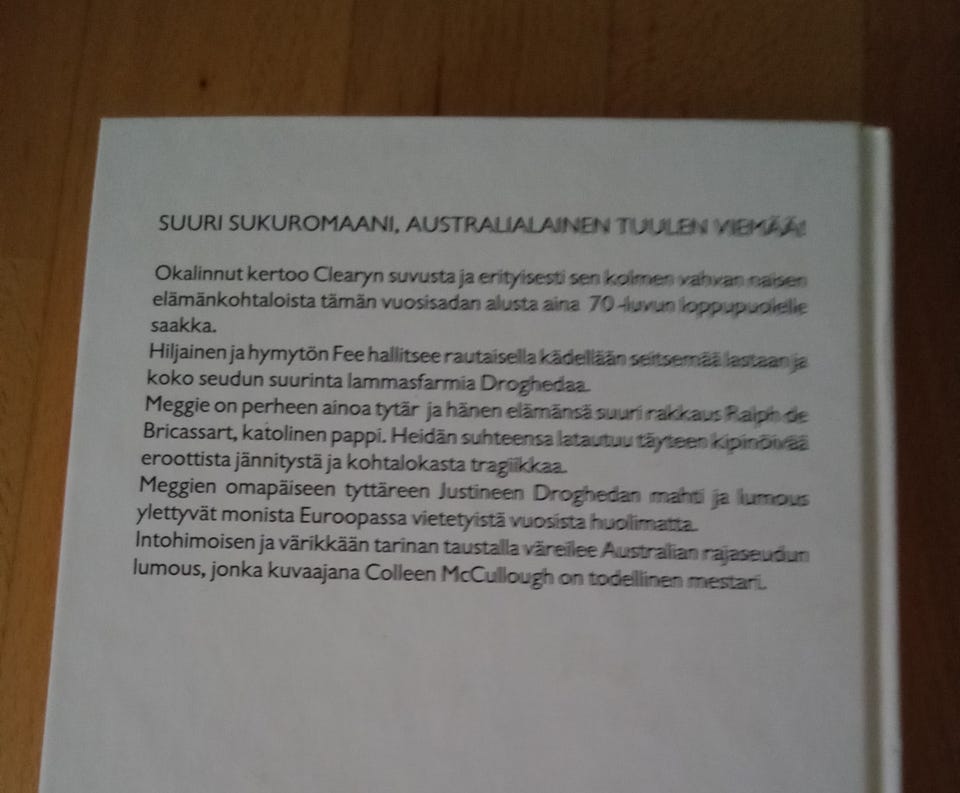 SUURI SUKUROMAANI, AUSTRALIALAINEN TUULEN VIEMÄÄ!
Okalinnut kertoo Clearyn suvusta ja erityisesti sen kolmen vahvan naisen
elämänkohtaloista tämän vuosisadan alusta aina 70-luvun loppupuolelle
saakka.
Hiljainen ja hymytön Fee hallitsee rautaisella kädellään seitsemää lastaan ja
koko seudun suurinta lammasfarmia Droghedaa.
Meggie on perheen ainoa tytär ja hänen elämänsä suuri rakkaus Ralph de
Bricassart, katolinen pappi. Heidän suhteensa latautuu täyteen kipinöivää
eroottista jännitystä ja kohtalokasta tragiikkaa.
Meggien omapäiseen tyttäreen Justineen Droghedan mahti ja lumous
ylettyvät monista Euroopassa vietetyistä vuosista huolimatta.
Intohimoisen ja värikkään tarinan taustalla väreilee Australian rajaseudun
lumous, jonka kuvaajana Colleen McCullough on todellinen mestari.